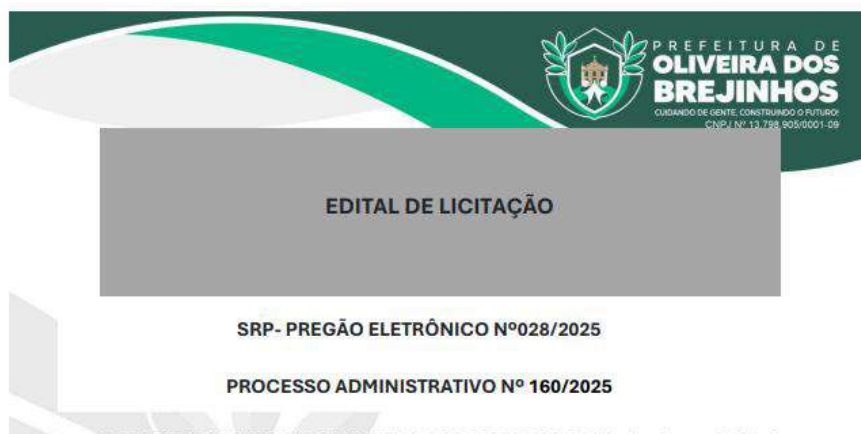 PREFEITURA DE
OLIVEIRA DOS
BREJINHOS
CUIDANDO DE GENTE, CONSTRUINDO O FUTURO!
CNPJ Nº 13.798.905/0001-09
EDITAL DE LICITAÇÃO
SRP- PREGÃO ELETRÔNICO Nº028/2025
PROCESSO ADMINISTRATIVO Nº 160/2025